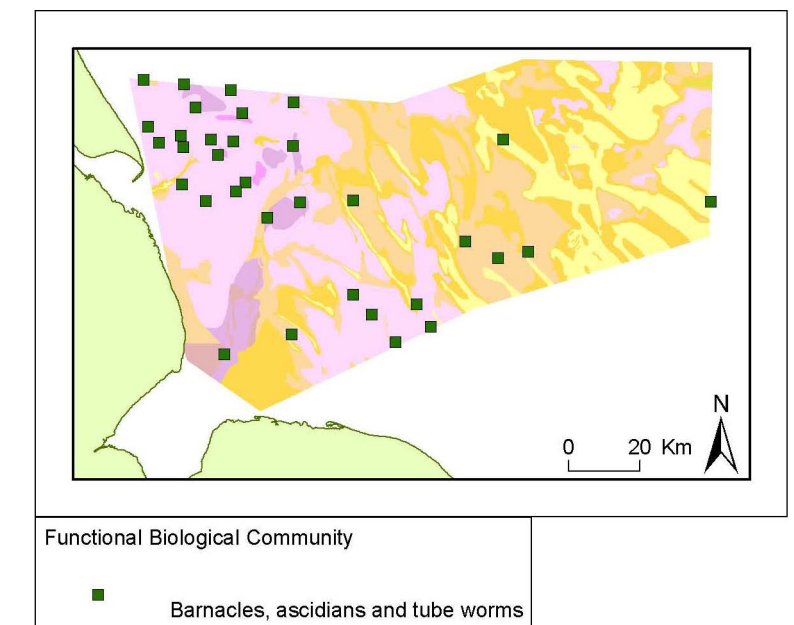 N
0 20 Km
Functional Biological Community
Barnacles, ascidians and tube worms